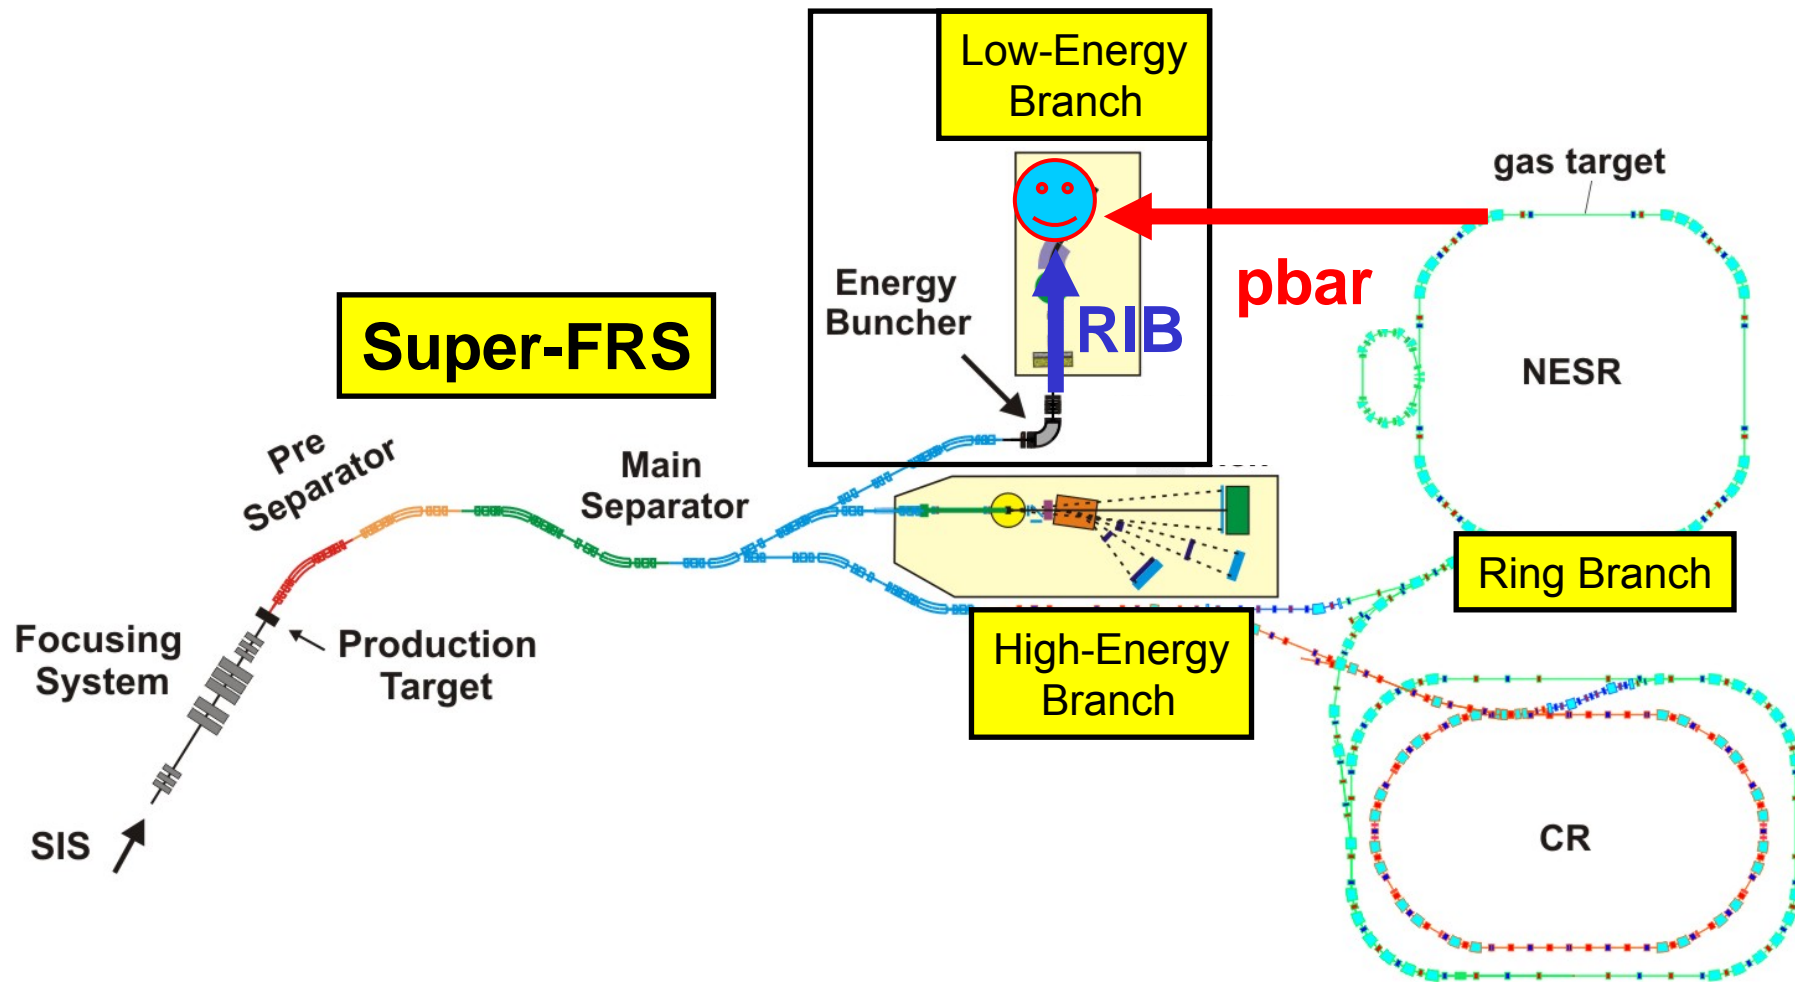 Low-Energy
Branch
gas target
Energy
Buncher
pbar
RIB
Super-FRS
NESR
Pre
Separator
Main
Separator
Ring Branch
Focusing
System
Production
Target
High-Energy
Branch
SIS
CR